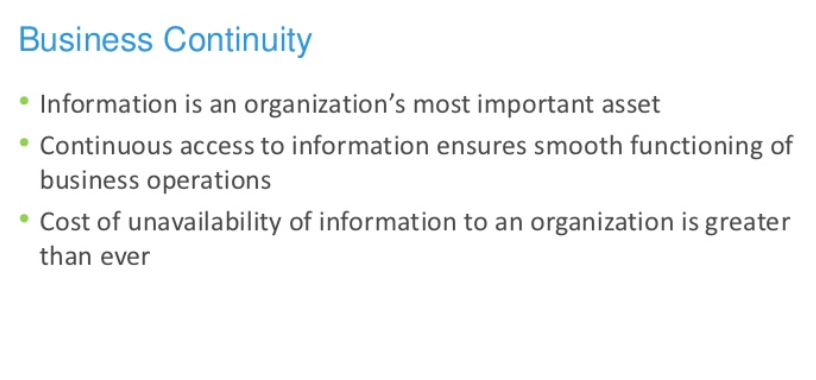 Business Continuity
• Information is an organization’s most important asset
• Continuous access to information ensures smooth functioning of
business operations
• Cost of unavailability of information to an organization is greater
than ever